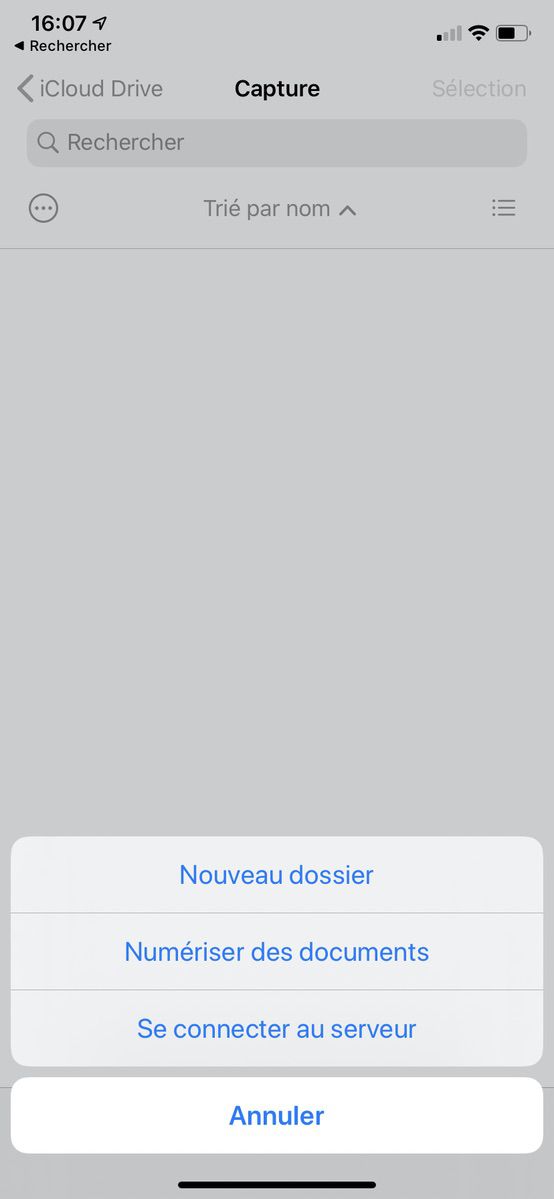 16:07
◀ Rechercher
iCloud Drive
Capture
Sélection
Rechercher
Trié par nom
Nouveau dossier
Numériser des documents
Se connecter au serveur
Annuler